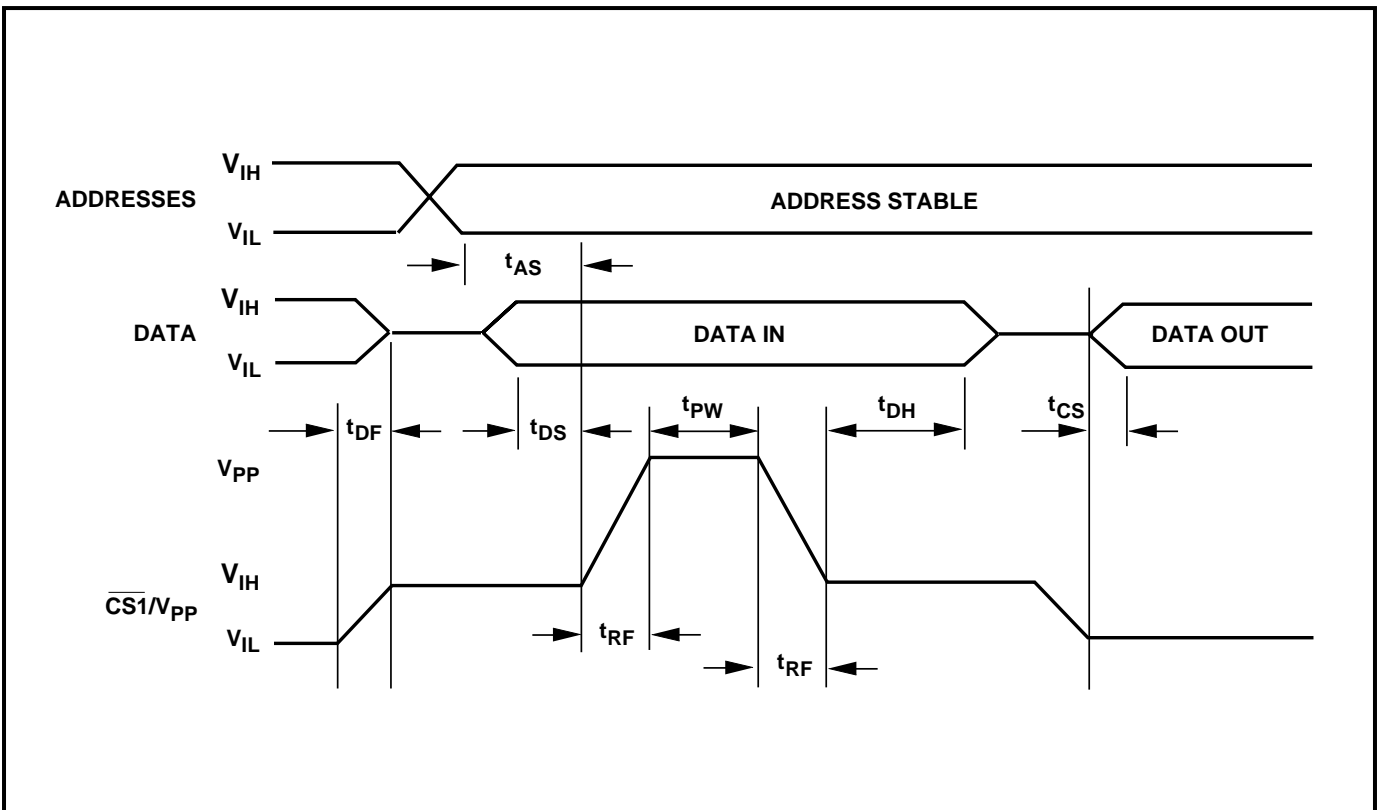 V_IH
ADDRESSES
ADDRESS STABLE
V_IL
t_AS
V_IH
DATA
DATA IN
DATA OUT
V_IL
t_PW
t_DH
t_CS
t_DF
t_DS
V_PP
V_IH
C̅S̅1̅/V_PP
V_IL
t_RF
t_RF